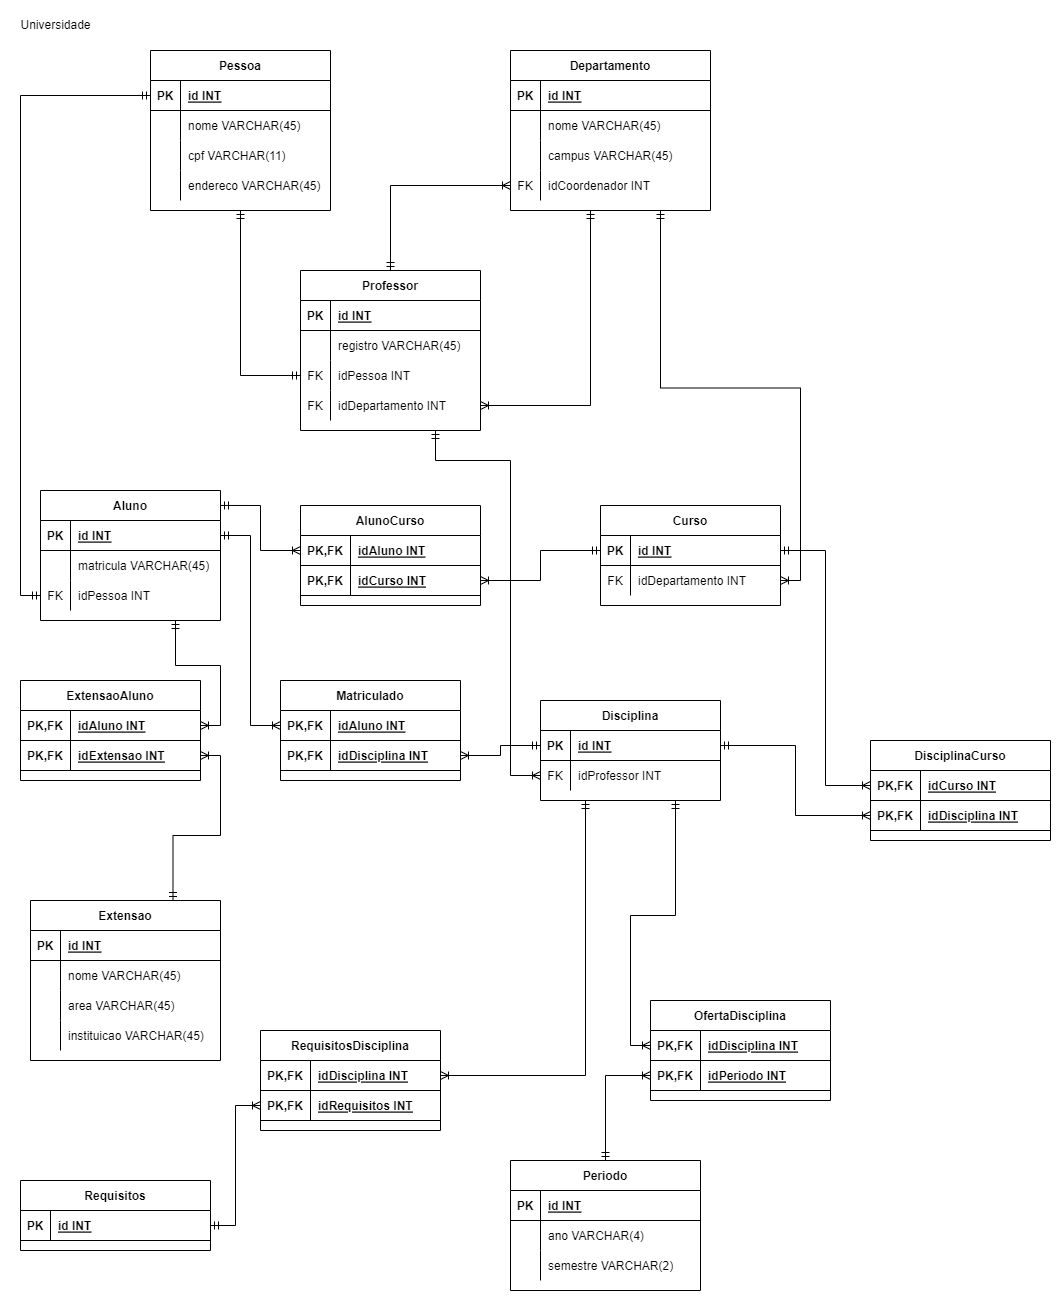 Universidade
Pessoa
PK id INT
nome VARCHAR(45)
cpf VARCHAR(11)
endereco VARCHAR(45)
Departamento
PK id INT
nome VARCHAR(45)
campus VARCHAR(45)
FK idCoordenador INT
Professor
PK id INT
registro VARCHAR(45)
FK idPessoa INT
FK idDepartamento INT
Aluno
PK id INT
matricula VARCHAR(45)
FK idPessoa INT
AlunoCurso
PK,FK idAluno INT
PK,FK idCurso INT
Curso
PK id INT
FK idDepartamento INT
ExtensaoAluno
PK,FK idAluno INT
PK,FK idExtensao INT
Matriculado
PK,FK idAluno INT
PK,FK idDisciplina INT
Disciplina
PK id INT
FK idProfessor INT
DisciplinaCurso
PK,FK idCurso INT
PK,FK idDisciplina INT
Extensao
PK id INT
nome VARCHAR(45)
area VARCHAR(45)
instituicao VARCHAR(45)
RequisitosDisciplina
PK,FK idDisciplina INT
PK,FK idRequisitos INT
OfertaDisciplina
PK,FK idDisciplina INT
PK,FK idPeriodo INT
Requisitos
PK id INT
Periodo
PK id INT
ano VARCHAR(4)
semestre VARCHAR(2)